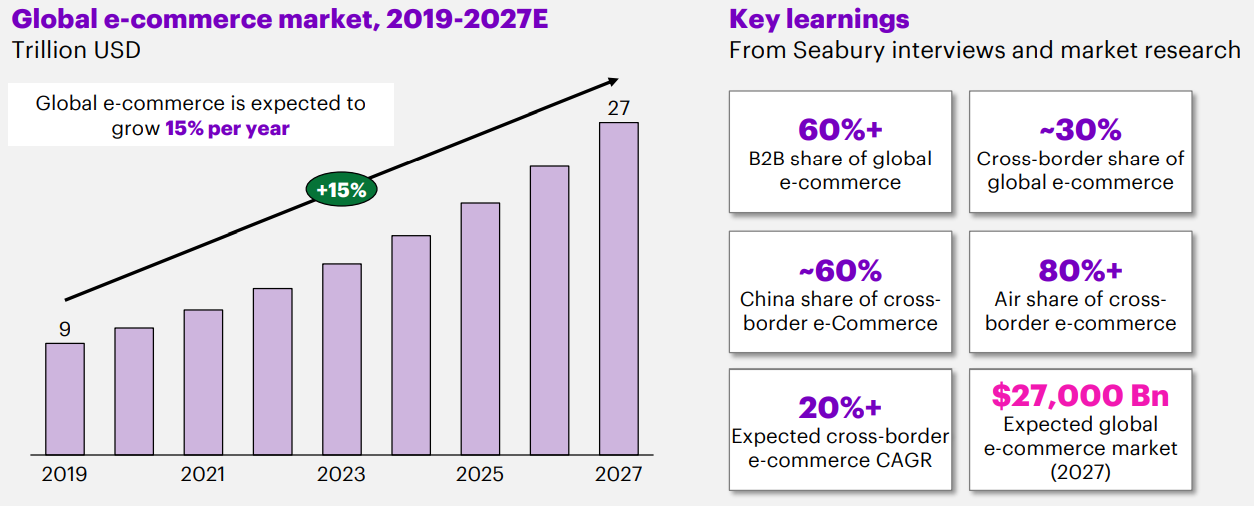 Global e-commerce market, 2019-2027E
Trillion USD
Global e-commerce is expected to
grow 15% per year
+15%
9
27
2019
2021
2023
2025
2027
Key learnings
From Seabury interviews and market research
60%+
B2B share of global
e-commerce
~30%
Cross-border share of
global e-commerce
~60%
China share of cross-
border e-Commerce
80%+
Air share of cross-
border e-commerce
20%+
Expected cross-border
e-commerce CAGR
$27,000 Bn
Expected global
e-commerce market
(2027)